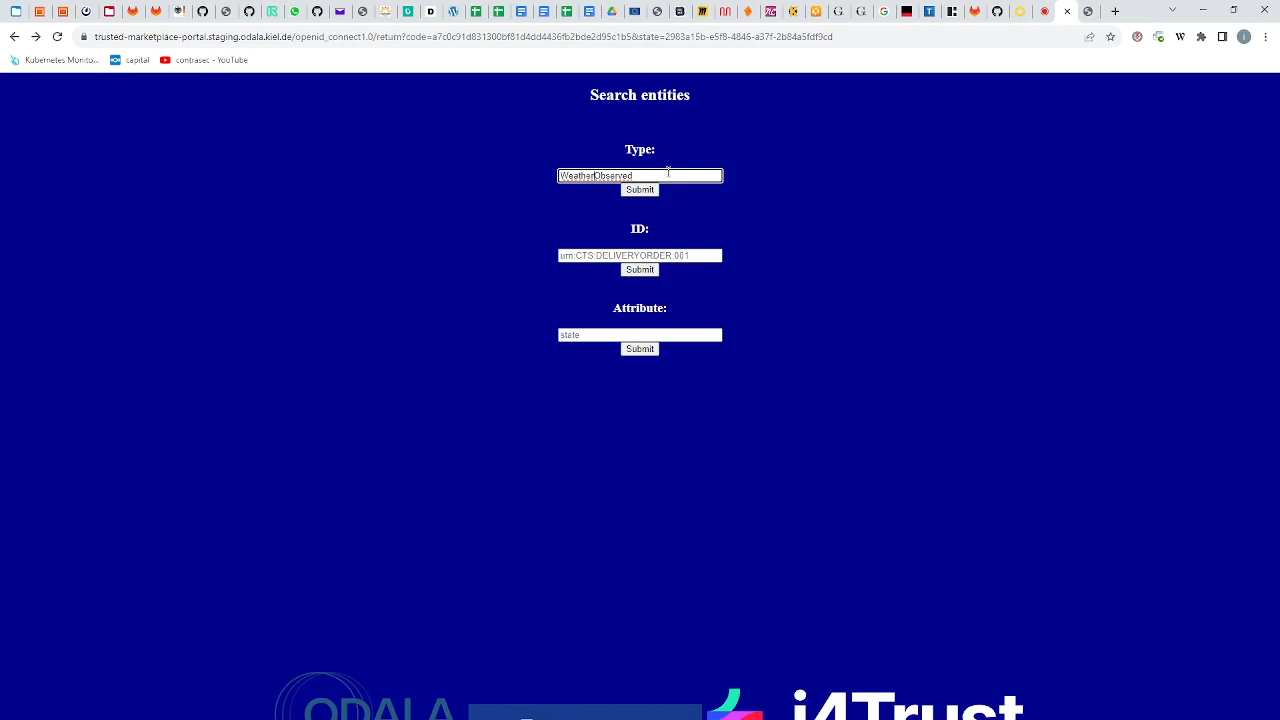 trusted-marketplace-portal.staging.odala.kiel.de/openid_connect1.0/return?code=a7c0c91d831300bf81d4dd4436fb2bde2d95c1b5&state=2983a15b-e5f8-4846-a37f-2b84a5fdf9cd
Kubernetes Monito... capital contrasec - YouTube
Search entities
Type:
WeatherObserved
Submit
ID:
urn:CTS:DELIVERYORDER:001
Submit
Attribute:
state
Submit
ODALA i4Trust